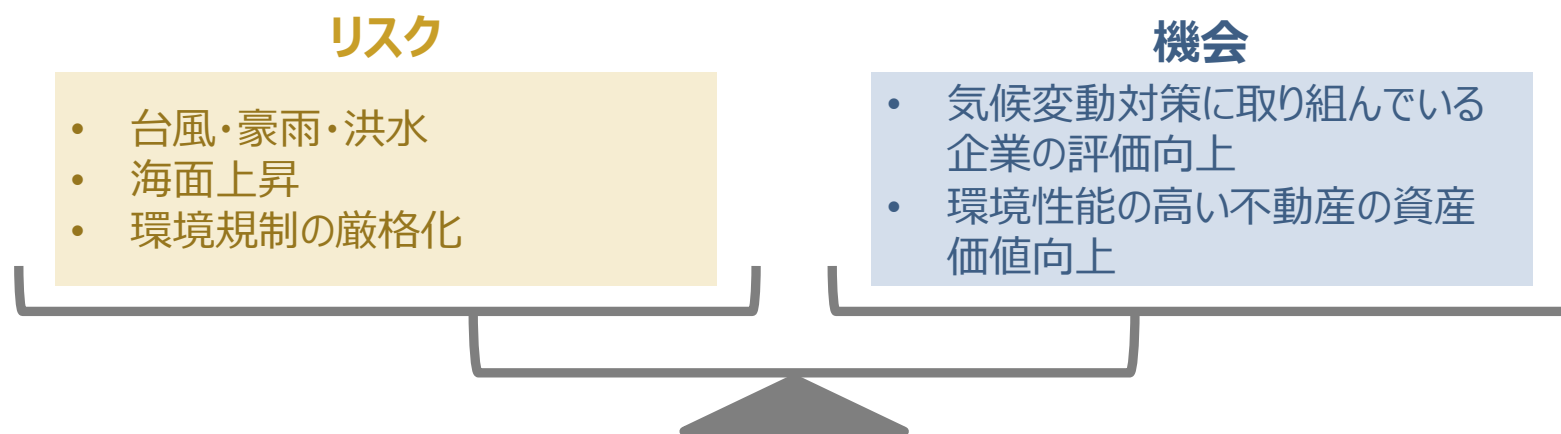 リスク
• 台風・豪雨・洪水
• 海面上昇
• 環境規制の厳格化
機会
• 気候変動対策に取り組んでいる
企業の評価向上
• 環境性能の高い不動産の資産
価値向上